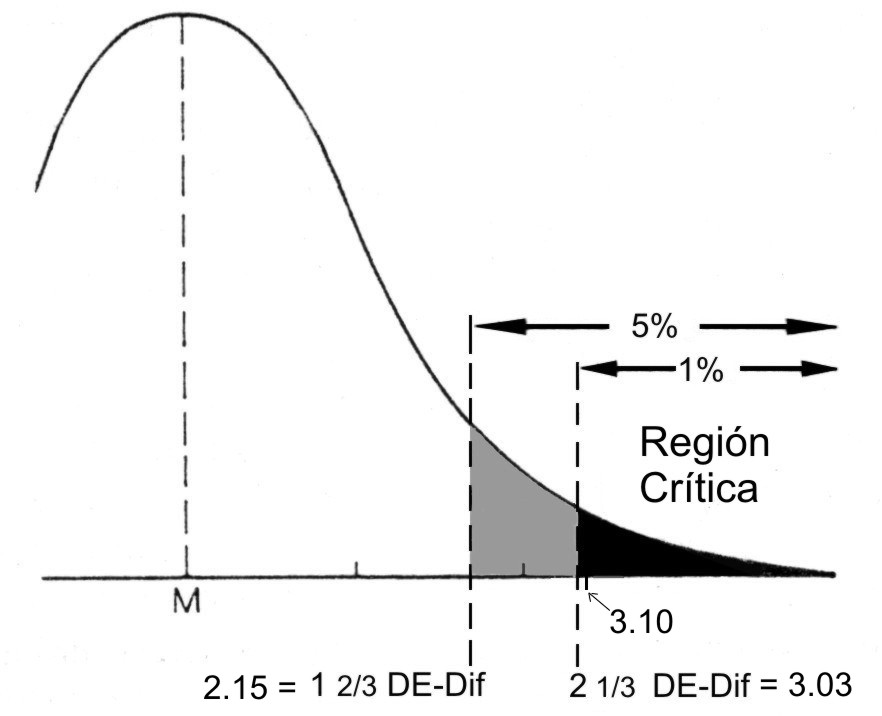 5%
1%
Región
Crítica
M
3.10
2.15 = 1 2/3 DE-Dif
2 1/3 DE-Dif = 3.03